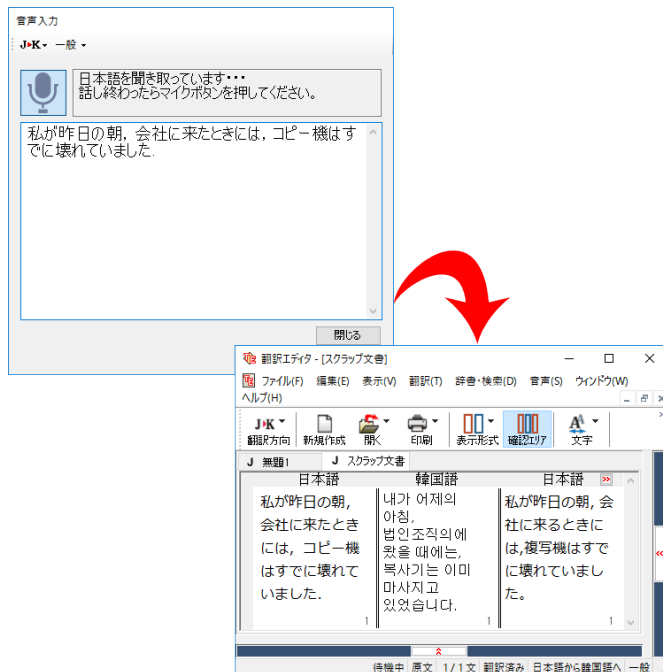 音声入力
J▶K 一般
日本語を聞き取っています・・・
話し終わったらマイクボタンを押してください。
私が昨日の朝，会社に来たときには，コピー機はす
でに壊れていました.
閉じる
翻訳エディタ - [スクラップ文書]
ファイル(F) 編集(E) 表示(V) 翻訳(T) 辞書・検索(D) 音声(S) ウィンドウ(W)
ヘルプ(H)
J▶K
翻訳方向 新規作成 開く 印刷 表示形式 確認エリア 文字
J 無題1 J スクラップ文書
日本語 韓国語 日本語
私が昨日の朝，
会社に来たとき
には，コピー機
はすでに壊れて
いました．
1
내가 어제의
아침,
법인조직의에
왔을 때에는,
복사기는 이미
마사지고
있었습니다.
1
私が昨日の朝, 会
社に来るときに
は,複写機はすで
に壊れていまし
た。
1
待機中 原文 1/1文 翻訳済み 日本語から韓国語へ 一般